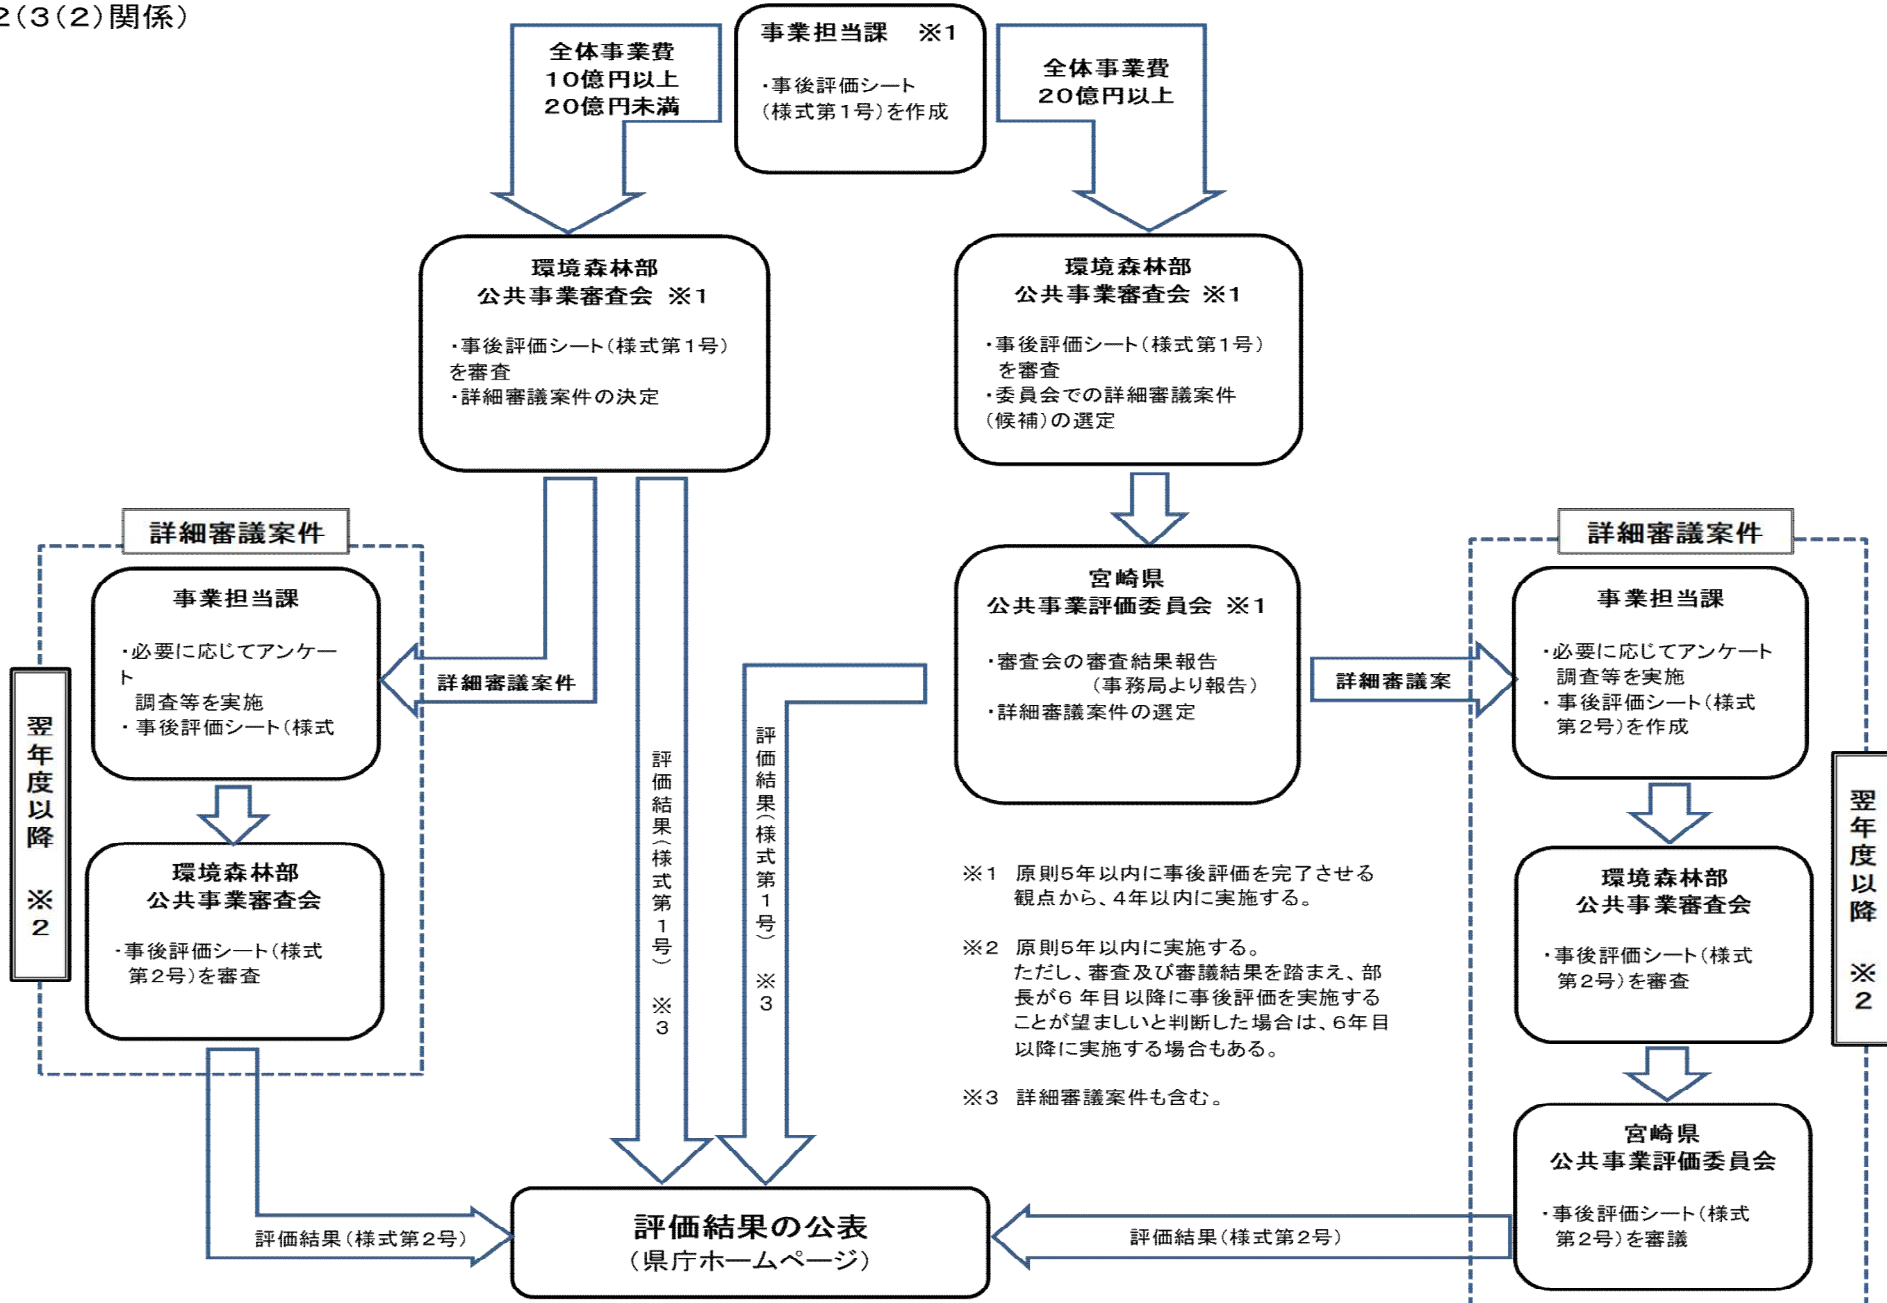 2(3(2)関係)
事業担当課 ※1
・事後評価シート
(様式第1号)を作成
全体事業費
10億円以上
20億円未満
全体事業費
20億円以上
環境森林部
公共事業審査会 ※1
・事後評価シート(様式第1号)
を審査
・詳細審議案件の決定
環境森林部
公共事業審査会 ※1
・事後評価シート(様式第1号)
を審査
・委員会での詳細審議案件
(候補)の選定
宮崎県
公共事業評価委員会 ※1
・審査会の審査結果報告
(事務局より報告)
・詳細審議案件の選定
詳細審議案件
詳細審議案件
事業担当課
・必要に応じてアンケー
ト
調査等を実施
・事後評価シート(様式
翌年度以降 ※2
環境森林部
公共事業審査会
・事後評価シート(様式
第2号)を審査
評価結果(様式第1号) ※3
評価結果(様式第1号) ※3
詳細審議案
詳細審議案件
事業担当課
・必要に応じてアンケート
調査等を実施
・事後評価シート(様式
第2号)を作成
翌年度以降 ※2
環境森林部
公共事業審査会
・事後評価シート(様式
第2号)を審査
宮崎県
公共事業評価委員会
・事後評価シート(様式
第2号)を審議
※1 原則5年以内に事後評価を完了させる
観点から、4年以内に実施する。
※2 原則5年以内に実施する。
ただし、審査及び審議結果を踏まえ、部
長が6年目以降に事後評価を実施する
ことが望ましいと判断した場合は、6年目
以降に実施する場合もある。
※3 詳細審議案件も含む。
評価結果(様式第2号)
評価結果の公表
(県庁ホームページ)
評価結果(様式第2号)